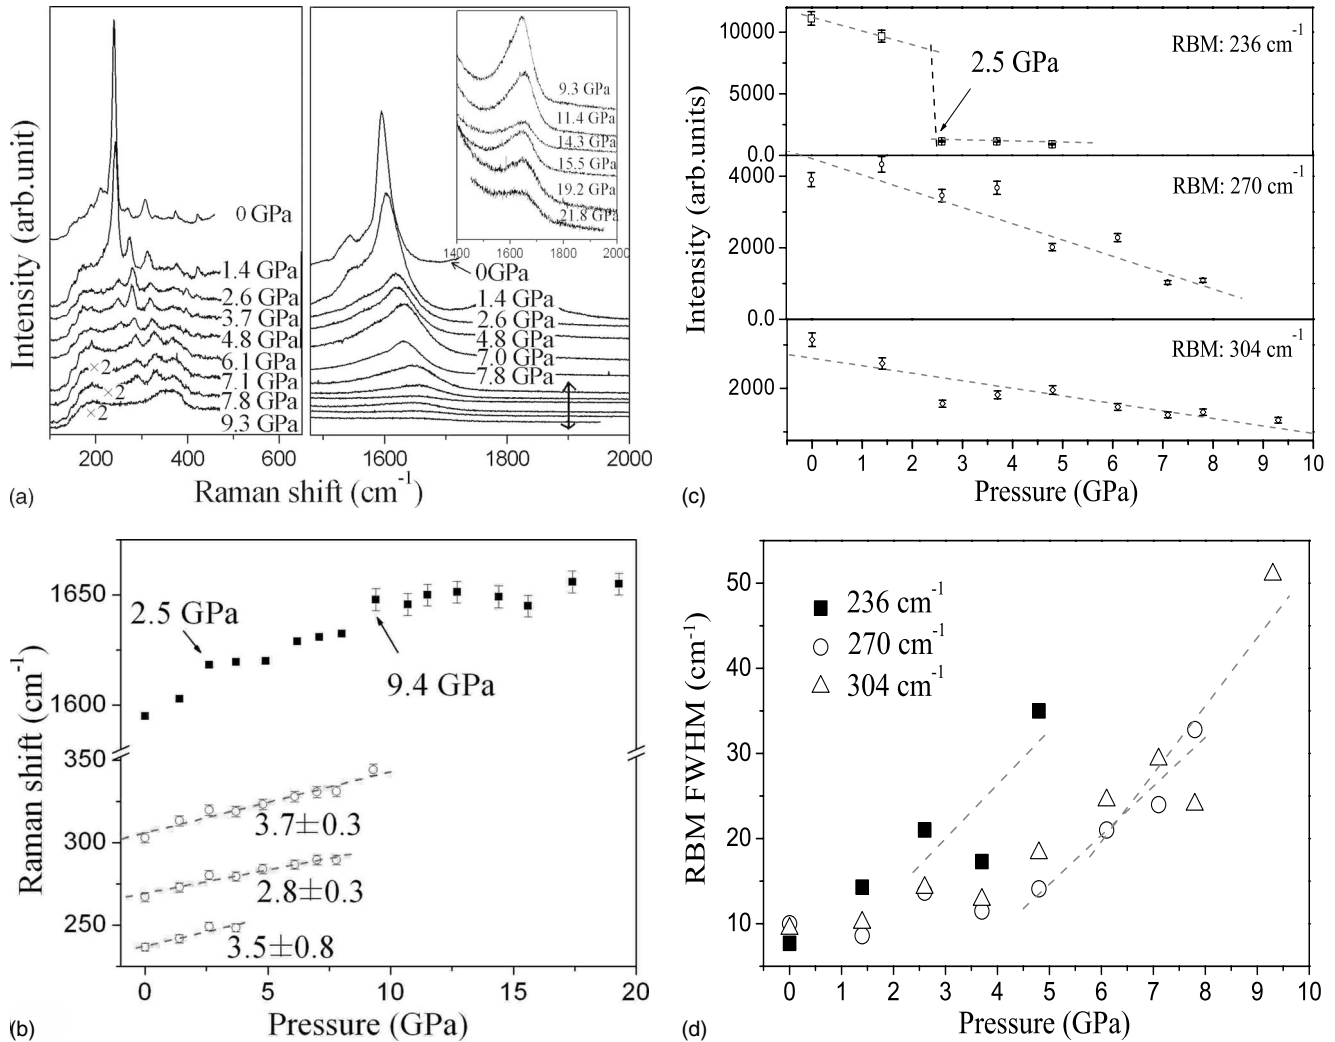 Intensity (arb.unit)
0 GPa
1.4 GPa
2.6 GPa
3.7 GPa
4.8 GPa
6.1 GPa
7.1 GPa
7.8 GPa
9.3 GPa
×2
×2
×2
200 400 600
0GPa
1.4 GPa
2.6 GPa
4.8 GPa
7.0 GPa
7.8 GPa
1600 1800 2000
9.3 GPa
11.4 GPa
14.3 GPa
15.5 GPa
19.2 GPa
21.8 GPa
1400 1600 1800 2000
Raman shift (cm-1)
(a)
Intensity (arb.units)
10000
5000
0.0
RBM: 236 cm-1
2.5 GPa
4000
2000
0.0
RBM: 270 cm-1
2000
RBM: 304 cm-1
0 1 2 3 4 5 6 7 8 9 10
Pressure (GPa)
(c)
Raman shift (cm-1)
1650
1600
350
300
250
2.5 GPa
9.4 GPa
3.7±0.3
2.8±0.3
3.5±0.8
0 5 10 15 20
Pressure (GPa)
(b)
RBM FWHM (cm-1)
50
40
30
20
10
236 cm-1
270 cm-1
304 cm-1
0 1 2 3 4 5 6 7 8 9 10
Pressure (GPa)
(d)